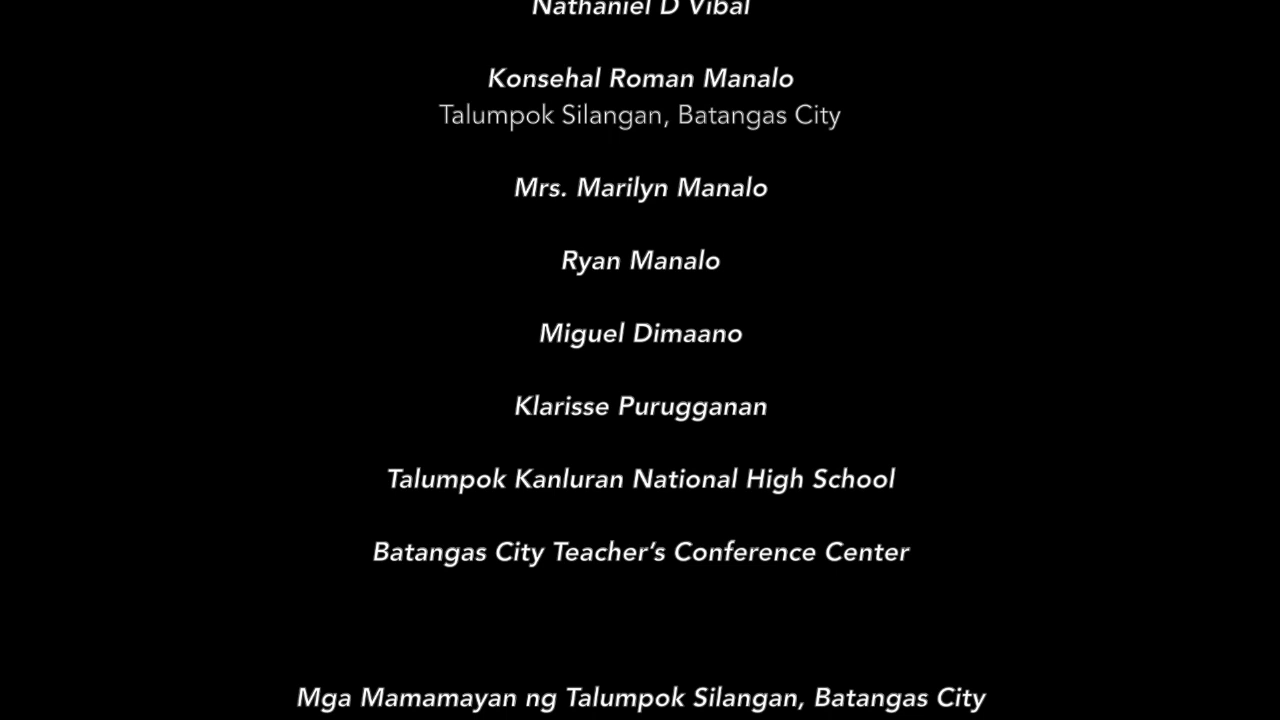 Nathaniel D Vibal
Konsehal Roman Manalo
Talumpok Silangan, Batangas City
Mrs. Marilyn Manalo
Ryan Manalo
Miguel Dimaano
Klarisse Purugganan
Talumpok Kanluran National High School
Batangas City Teacher’s Conference Center
Mga Mamamayan ng Talumpok Silangan, Batangas City